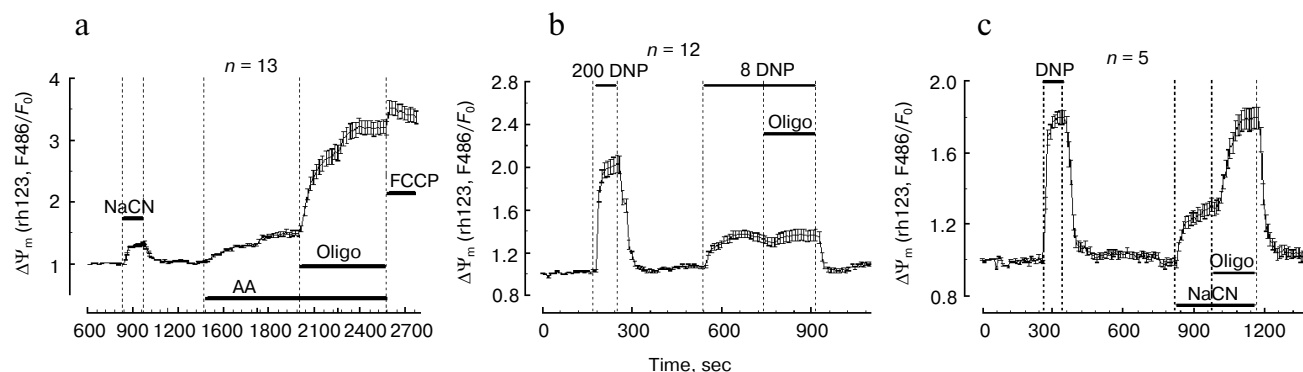 a
n = 13
ΔΨm (rh123, F486/F0)
4
3
2
1
NaCN
FCCP
Oligo
AA
600 900 1200 1500 1800 2100 2400 2700
b
n = 12
ΔΨm (rh123, F486/F0)
2.8
2.4
2.0
1.6
1.2
0.8
200 DNP
8 DNP
Oligo
0 300 600 900
c
n = 5
ΔΨm (rh123, F486/F0)
2.0
1.6
1.2
0.8
DNP
Oligo
NaCN
0 300 600 900 1200
Time, sec